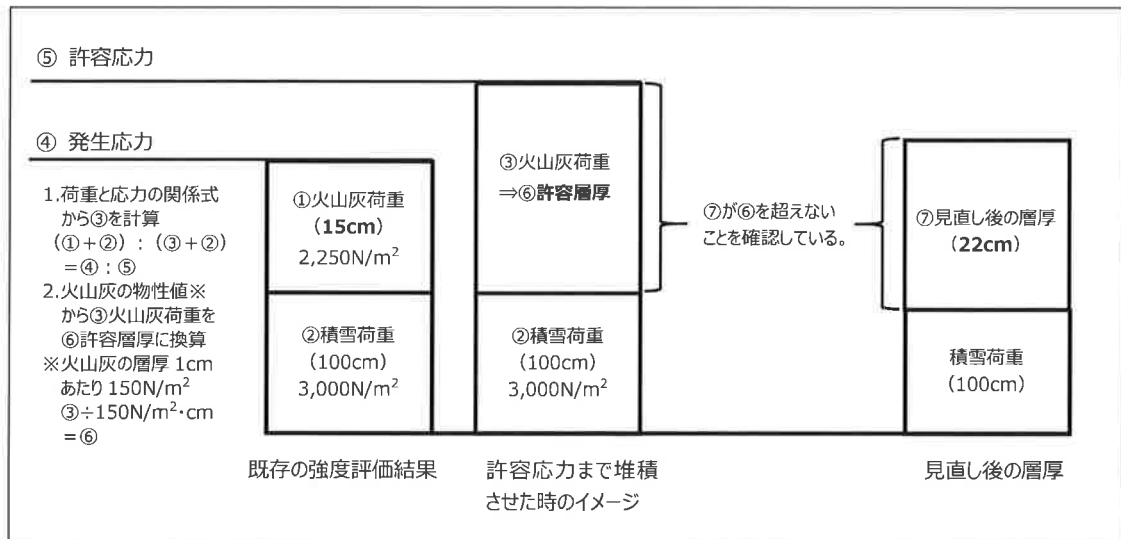 ⑤ 許容応力
④ 発生応力
1.荷重と応力の関係式
から③を計算
(①+②):(③+②)
=④:⑤
2.火山灰の物性値※
から③火山灰荷重を
⑥許容層厚に換算
※火山灰の層厚 1cm
あたり 150N/m²
③÷150N/m²・cm
=⑥
①火山灰荷重
(15cm)
2,250N/m²
②積雪荷重
(100cm)
3,000N/m²
既存の強度評価結果
③火山灰荷重
⇒⑥許容層厚
②積雪荷重
(100cm)
3,000N/m²
許容応力まで堆積
させた時のイメージ
⑦が⑥を超えない
ことを確認している。
⑦見直し後の層厚
(22cm)
積雪荷重
(100cm)
見直し後の層厚